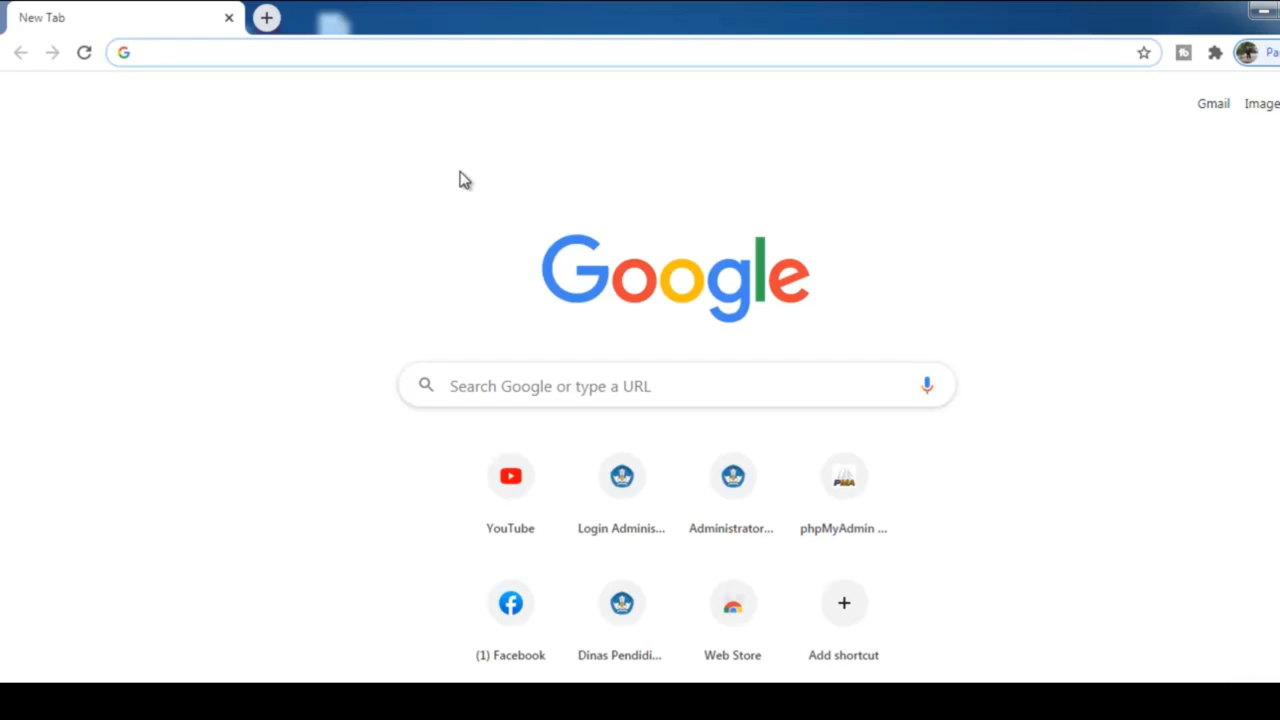 New Tab
Pa
Gmail Image
Google
Search Google or type a URL
YouTube Login Adminis... Administrator... phpMyAdmin ...
(1) Facebook Dinas Pendidi... Web Store Add shortcut